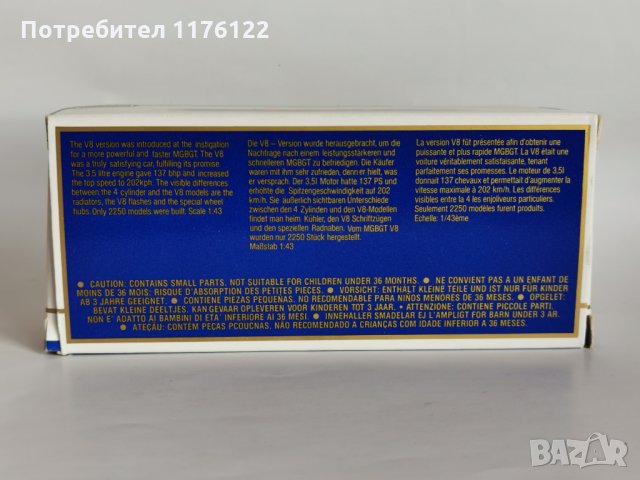 Потребител 1176122
The V8 version was introduced at the instigation
for a more powerful and faster MGBGT. The V8
was a truly satisfying car, fulfilling its promise.
The 3.5 litre engine gave 137 bhp and increased
the top speed to 202kph. The visible differences
between the 4 cylinder and the V8 models are the
radiators, the V8 flashes and the special wheel
hubs. Only 2250 models were built. Scale 1:43
Die V8 – Version wurde herausgebracht, um die
Nachfrage nach einem leistungsstärkeren und
schnelleren MGBGT zu befriedigen. Die Käufer
waren mit ihm sehr zufrieden, denn er hielt, was
er versprach. Der 3,5l Motor hatte 137 PS und
erhöhte die Spitzengeschwindigkeit auf 202
km/h. Sie äußerlich sichtbaren Unterschiede
zwischen den 4 Zylinder und den V8-Modellen
findet man beim Kühler, den V8 Schriftzügen
und den speziellen Radnaben. Vom MGBGT V8
wurden nur 2250 Stück hergestellt.
Maßstab 1:43
La version V8 fût présentée afin d'obtenir une
puissante et plus rapide MGBGT. La V8 était une
voiture véritablement satisfaisante, tenant
parfaitement ses promesses. Le moteur de 3,5l
donnait 137 chevaux et permettait d'augmenter la
vitesse maximale à 202 km/h. Les différences
visibles entre la 4 les enjoliveurs particuliers.
Seulement 2250 modèles furent produits.
Echelle: 1/43ème
● CAUTION: CONTAINS SMALL PARTS. NOT SUITABLE FOR CHILDREN UNDER 36 MONTHS. ● NE CONVIENT PAS A UN ENFANT DE
MOINS DE 36 MOIS: RISQUE D'ABSORPTION DES PETITES PIECES. ● VORSICHT: ENTHÄLT KLEINE TEILE UND IST NUR FÜR KINDER
AB 3 JAHRE GEEIGNET. ● CONTIENE PIEZAS PEQUENAS. NO RECOMENDABLE PARA NIÑOS MENORES DE 36 MESES. ● OPGELET:
BEVAT KLEINE DEELTJES. KAN GEVAAR OPLEVEREN VOOR KINDEREN TOT 3 JAAR. ● ATTENZIONE: CONTIENE PICCOLE PARTI.
NON E' ADATTO AI BAMBINI DI ETA' INFERIORE AI 36 MESI. ● INNEHALLER SMADELAR EJ LAMPLIGT FOR BARN UNDER 3 AR.
● ATEÇAU: CONTÉM PEÇAS PCOUCNAS. NÃO RECOMENDADO A CRIANÇAS COM IDADE INFERIOR A 36 MESES.
BAZAR